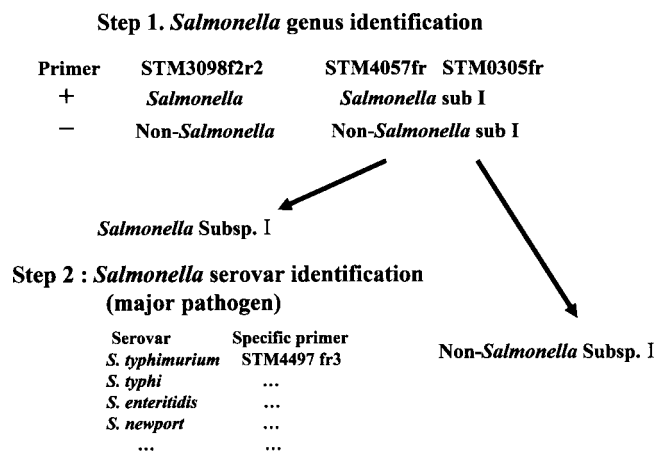 Step 1. Salmonella genus identification
Primer STM3098f2r2 STM4057fr STM0305fr
+ Salmonella Salmonella sub I
− Non-Salmonella Non-Salmonella sub I
Salmonella Subsp. I
Step 2 : Salmonella serovar identification
(major pathogen)
Serovar Specific primer
S. typhimurium STM4497 fr3
S. typhi ...
S. enteritidis ...
S. newport ...
... ...
Non-Salmonella Subsp. I